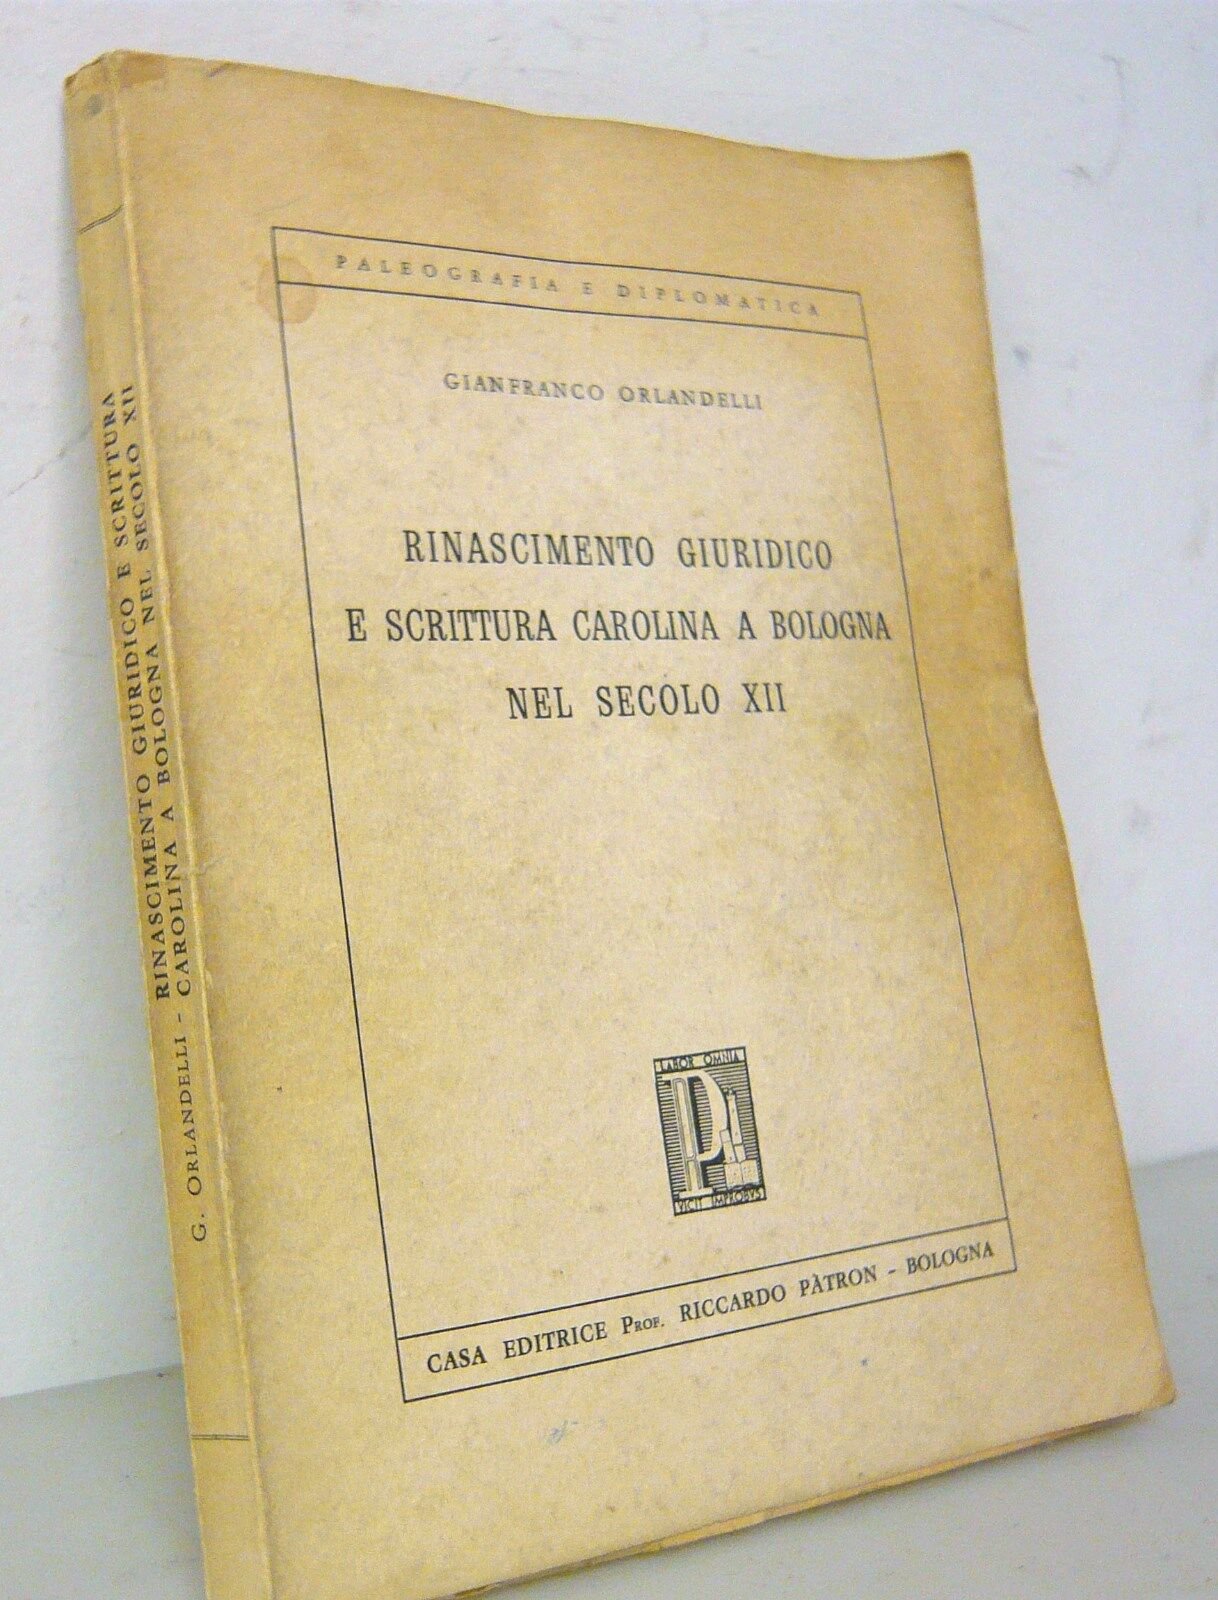 PALEOGRAFIA E DIPLOMATICA
GIANFRANCO ORLANDELLI
RINASCIMENTO GIURIDICO
E SCRITTURA CAROLINA A BOLOGNA
NEL SECOLO XII
LABOR OMNIA
P
VICIT IMPROBVS
CASA EDITRICE PROF. RICCARDO PÀTRON - BOLOGNA
G. ORLANDELLI - RINASCIMENTO GIURIDICO E SCRITTURA
CAROLINA A BOLOGNA NEL SECOLO XII